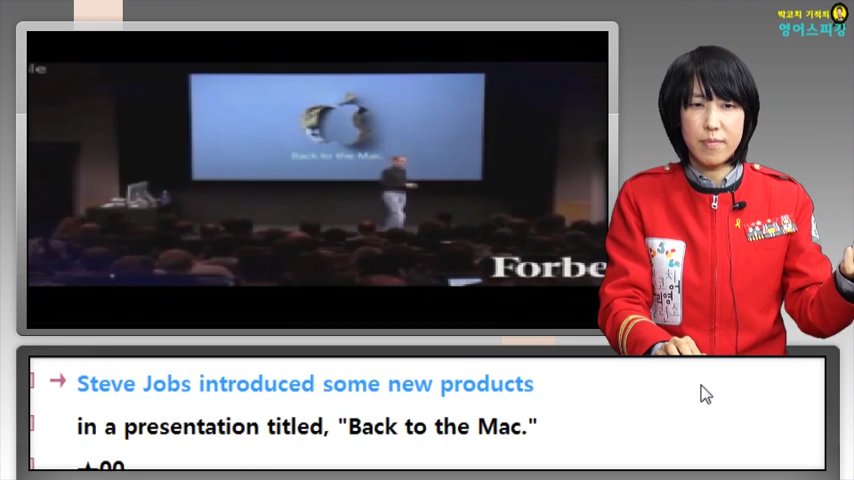 박코치 기적의
영어스피킹
Back to the Mac.
Forbe
Steve Jobs introduced some new products
in a presentation titled, "Back to the Mac."